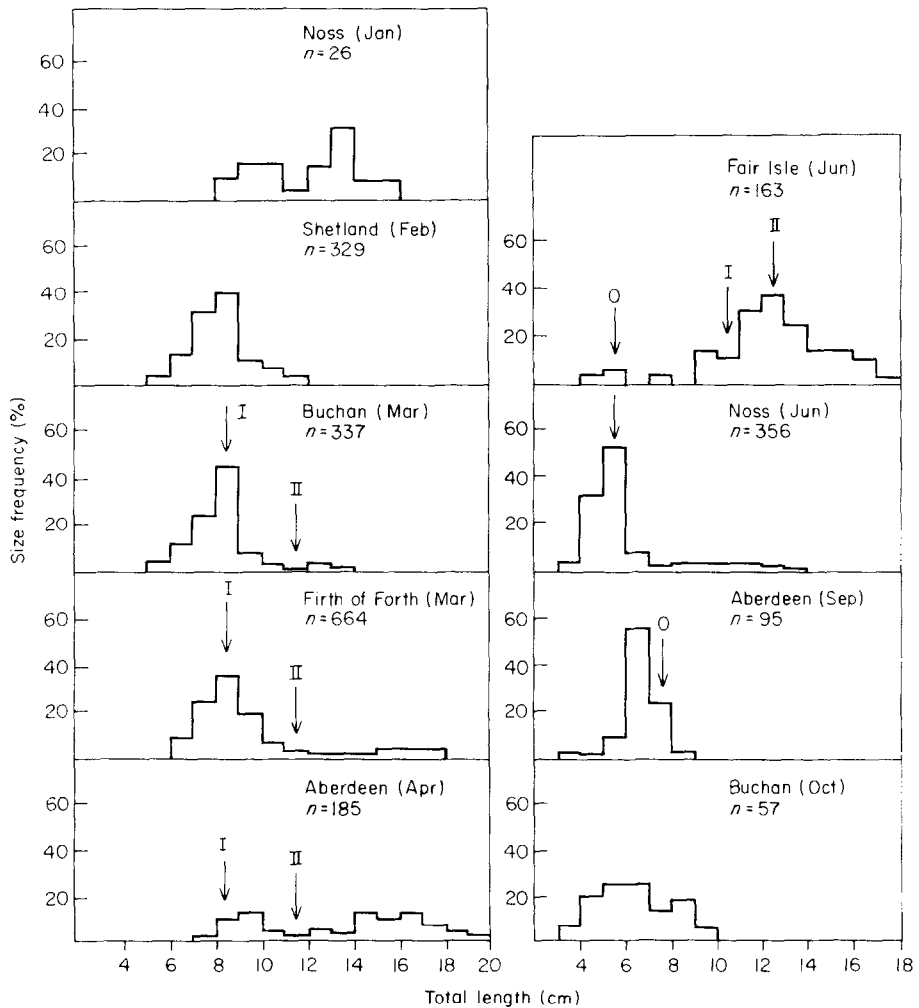 Noss (Jan)
n=26
60
40
20
Shetland (Feb)
n=329
60
40
20
Buchan (Mar)
n=337
I
II
60
40
20
Firth of Forth (Mar)
n=664
I
II
60
40
20
Aberdeen (Apr)
n=185
I
II
60
40
20
4 6 8 10 12 14 16 18 20
Size frequency (%)
Fair Isle (Jun)
n=163
O
I
II
60
40
20
Noss (Jun)
n=356
60
40
20
Aberdeen (Sep)
n=95
O
60
40
20
Buchan (Oct)
n=57
60
40
20
4 6 8 10 12 14 16 18
Total length (cm)